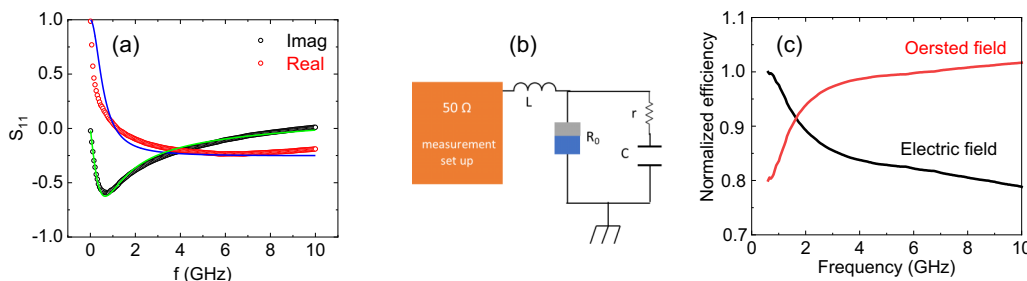 (a)
Imag
Real
1.0
0.5
0.0
-0.5
-1.0
S11
0
2
4
6
8
10
f (GHz)
(b)
50 Ω
measurement
set up
L
R0
r
C
(c)
Oersted field
Electric field
1.0
0.9
0.8
0.7
Normalized efficiency
0
2
4
6
8
10
Frequency (GHz)